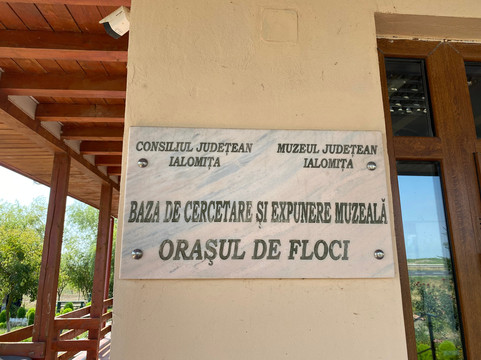 CONSILIUL JUDEȚEAN
IALOMIȚA
MUZEUL JUDEȚEAN
IALOMIȚA
BAZA DE CERCETARE ȘI EXPUNERE MUZEALĂ
ORAȘUL DE FLOCI